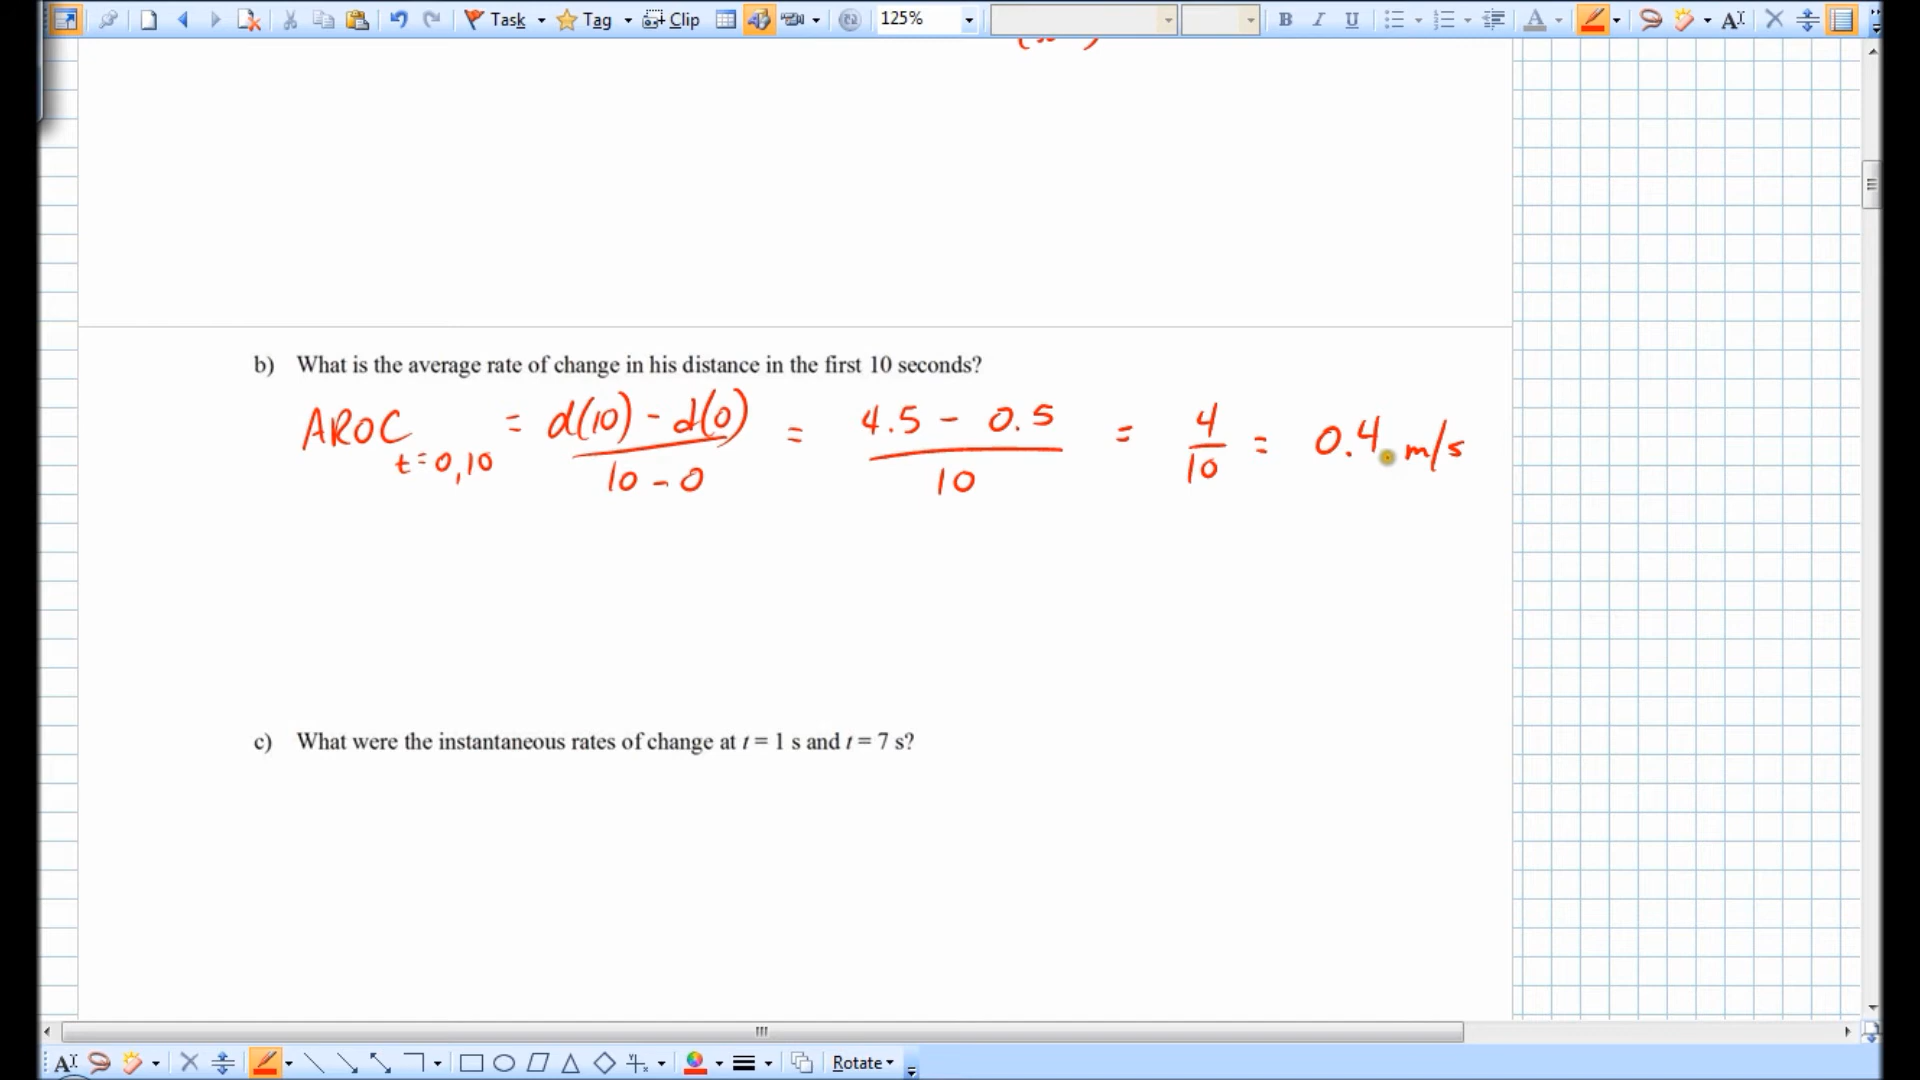 Task Tag Clip 125% B I U A
b) What is the average rate of change in his distance in the first 10 seconds?
AROC t=0,10 = d(10) - d(0) / 10 - 0 = 4.5 - 0.5 / 10 = 4 / 10 = 0.4 m/s
c) What were the instantaneous rates of change at t = 1 s and t = 7 s?
Rotate